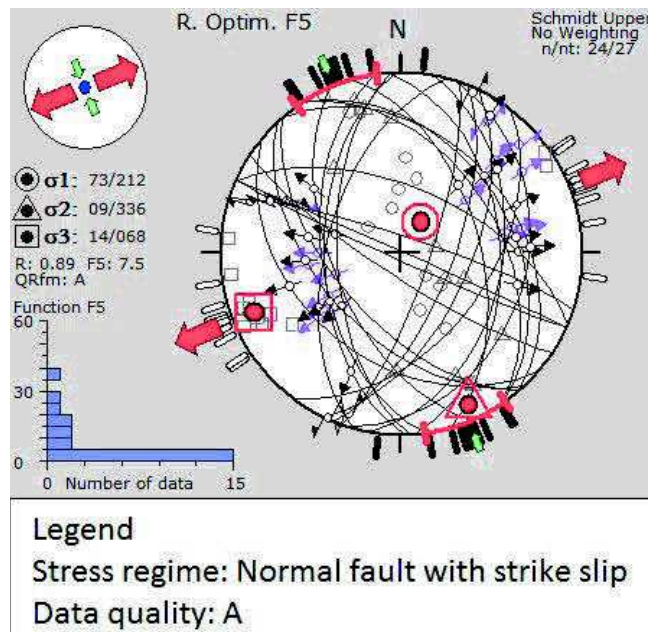 R. Optim. F5
N
Schmidt Upper
No Weighting
n/nt: 24/27
σ1: 73/212
σ2: 09/336
σ3: 14/068
R: 0.89 F5: 7.5
QRfm: A
Function F5
60
30
0
0 Number of data 15
Legend
Stress regime: Normal fault with strike slip
Data quality: A